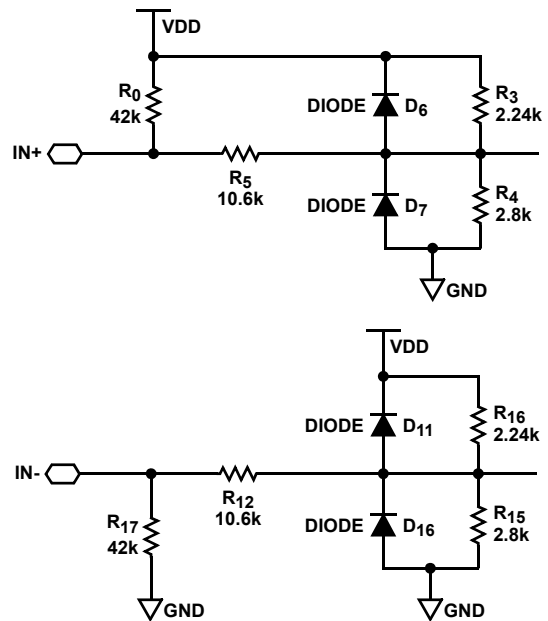 VDD
R0
42k
DIODE D6
R3
2.24k
IN+
R5
10.6k
DIODE D7
R4
2.8k
GND
VDD
DIODE D11
R16
2.24k
IN-
R12
10.6k
R17
42k
DIODE D16
R15
2.8k
GND
GND